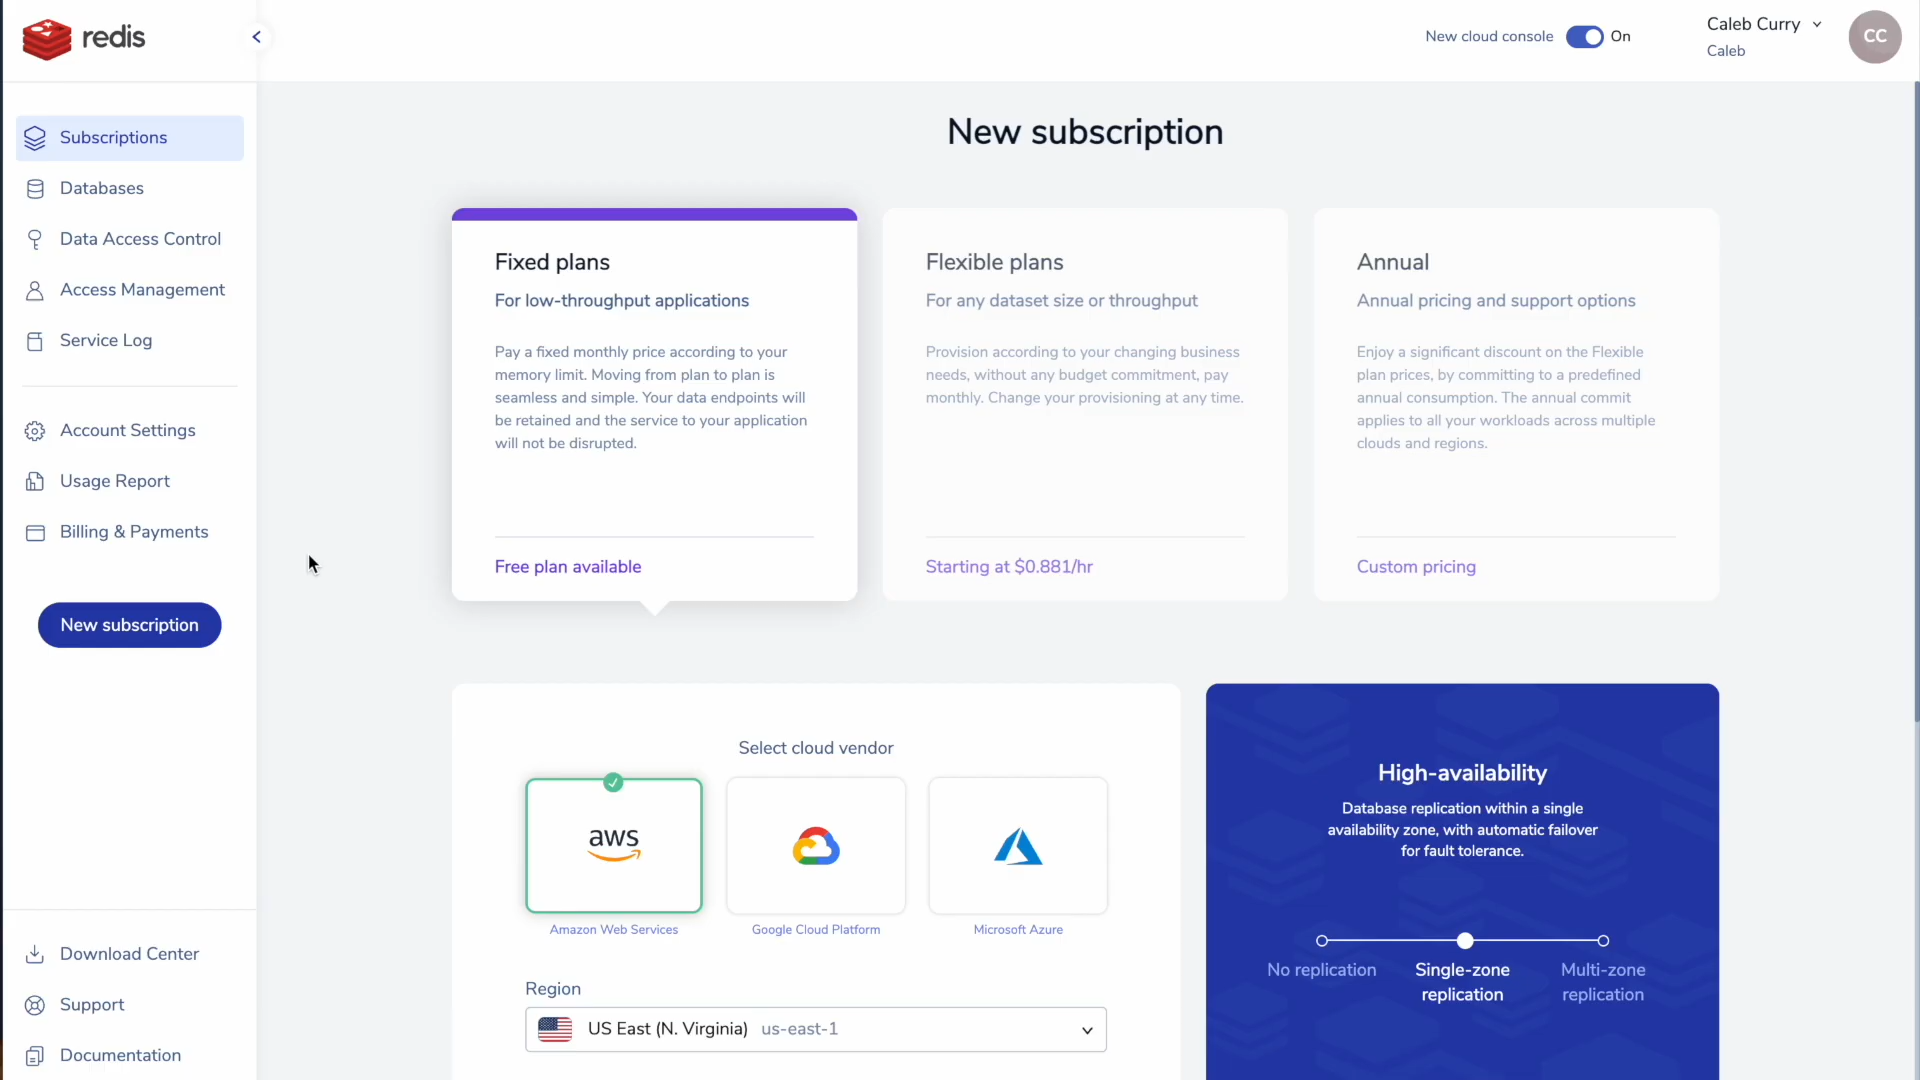 redis
New cloud console
On
Caleb Curry
Caleb
CC
Subscriptions
Databases
Data Access Control
Access Management
Service Log
Account Settings
Usage Report
Billing & Payments
New subscription
Download Center
Support
Documentation
New subscription
Fixed plans
For low-throughput applications
Pay a fixed monthly price according to your
memory limit. Moving from plan to plan is
seamless and simple. Your data endpoints will
be retained and the service to your application
will not be disrupted.
Free plan available
Flexible plans
For any dataset size or throughput
Provision according to your changing business
needs, without any budget commitment, pay
monthly. Change your provisioning at any time.
Starting at $0.881/hr
Annual
Annual pricing and support options
Enjoy a significant discount on the Flexible
plan prices, by committing to a predefined
annual consumption. The annual commit
applies to all your workloads across multiple
clouds and regions.
Custom pricing
Select cloud vendor
aws
Amazon Web Services
Google Cloud Platform
Microsoft Azure
Region
US East (N. Virginia) us-east-1
High-availability
Database replication within a single
availability zone, with automatic failover
for fault tolerance.
No replication
Single-zone
replication
Multi-zone
replication